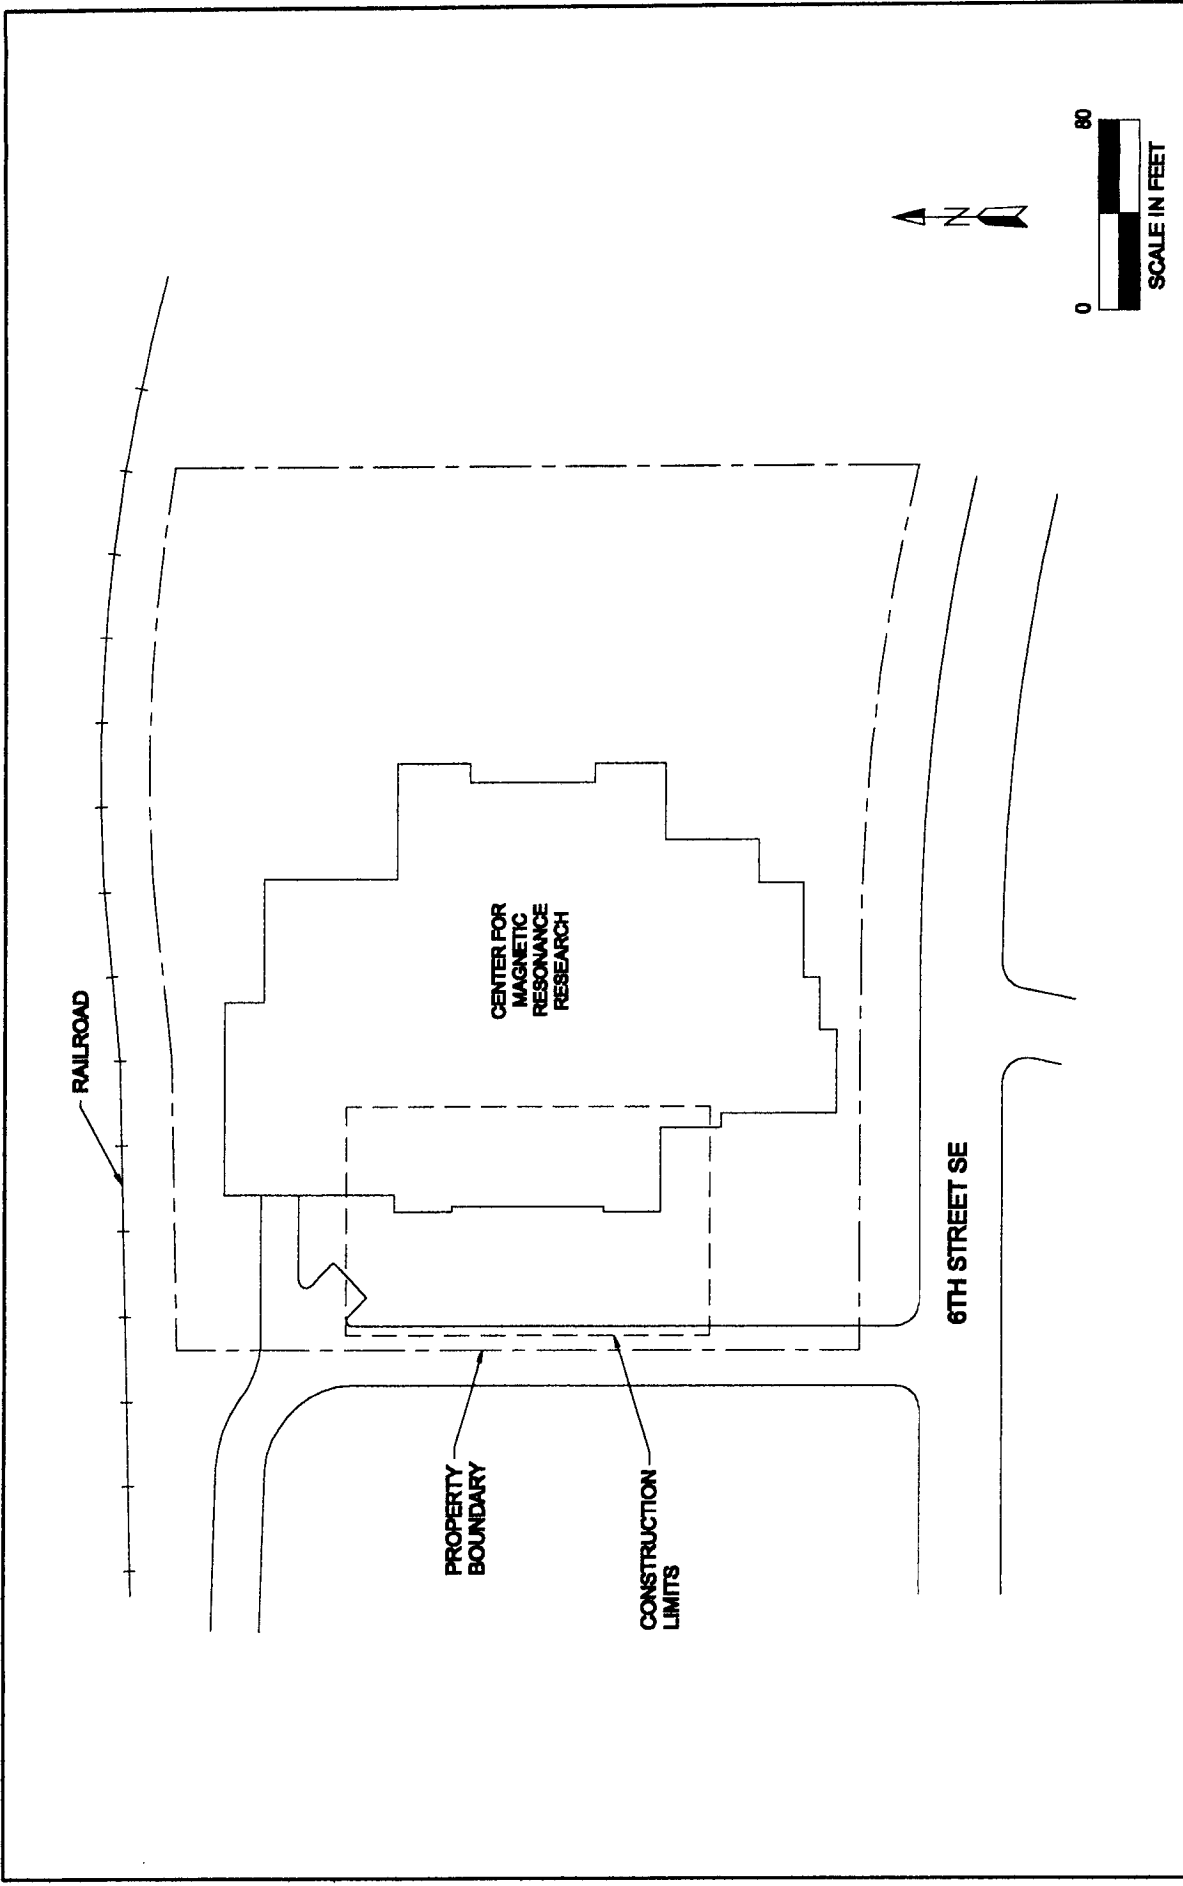 RAILROAD
CENTER FOR
MAGNETIC
RESONANCE
RESEARCH
PROPERTY
BOUNDARY
CONSTRUCTION
LIMITS
6TH STREET SE
N
0 80
SCALE IN FEET